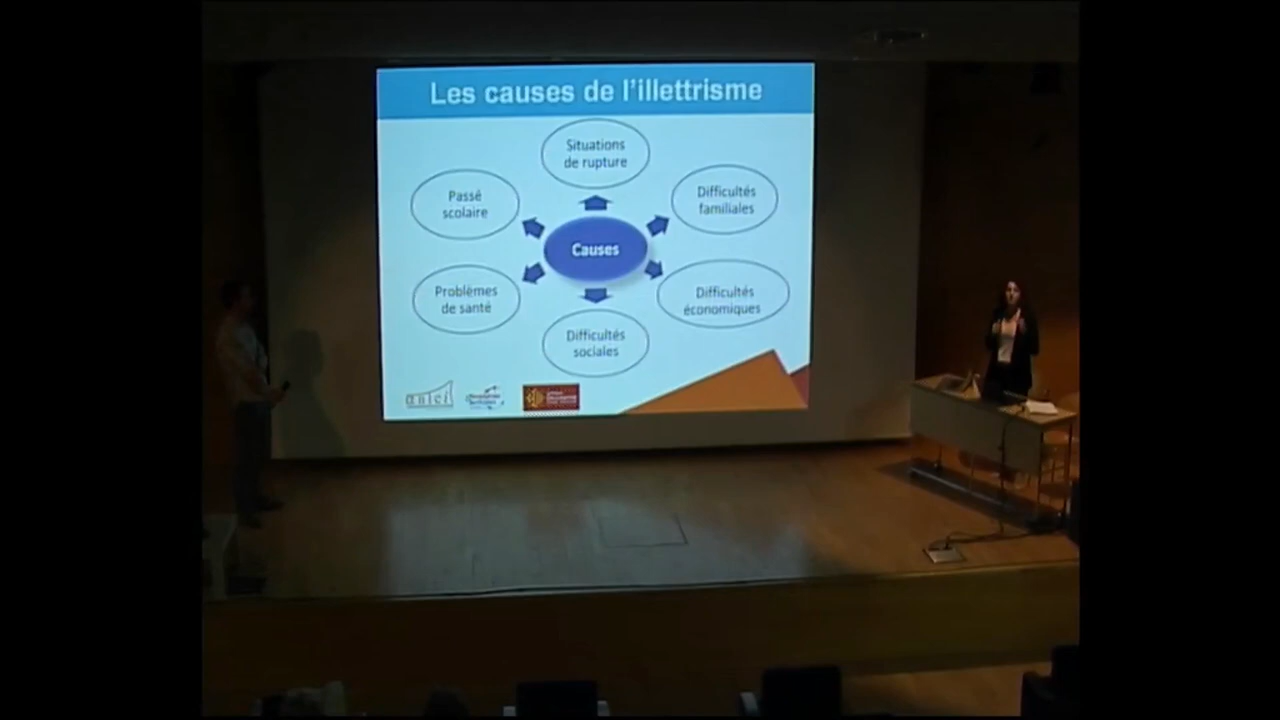 Les causes de l'illettrisme
Situations
de rupture
Passé
scolaire
Difficultés
familiales
Causes
Problèmes
de santé
Difficultés
économiques
Difficultés
sociales